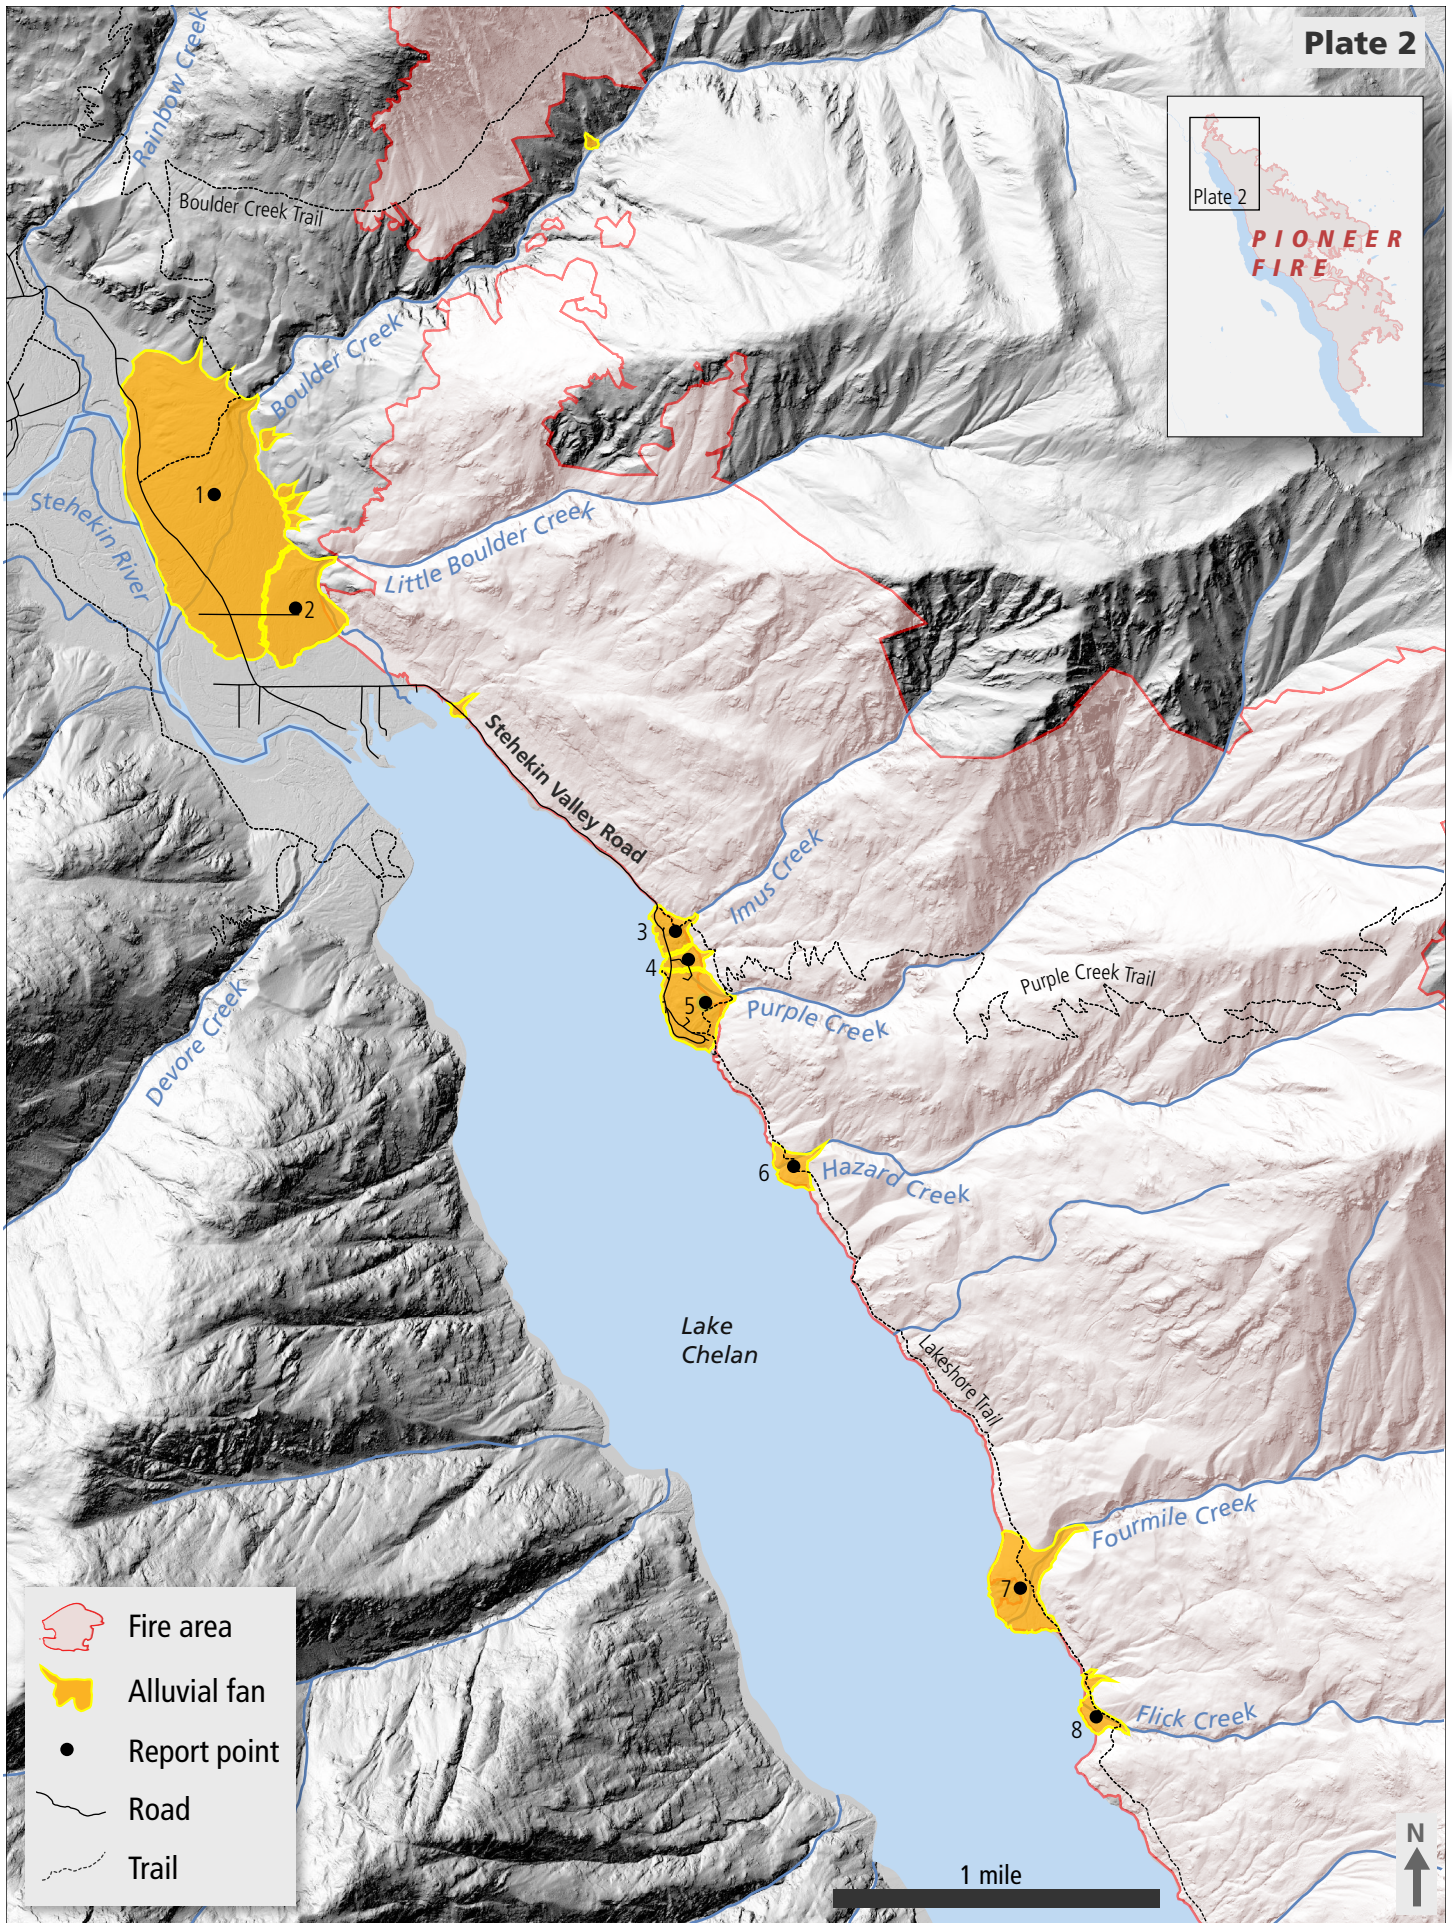 Plate 2
Rainbow Creek
Boulder Creek Trail
Plate 2
PIONEER
FIRE
Boulder Creek
1
Stehekin River
Little Boulder Creek
2
Stehekin Valley Road
Imus Creek
3
4
5
Purple Creek
Purple Creek Trail
Devore Creek
6
Hazard Creek
Lake
Chelan
Lakeshore Trail
Fourmile Creek
7
Flick Creek
8
Fire area
Alluvial fan
Report point
Road
Trail
1 mile
N